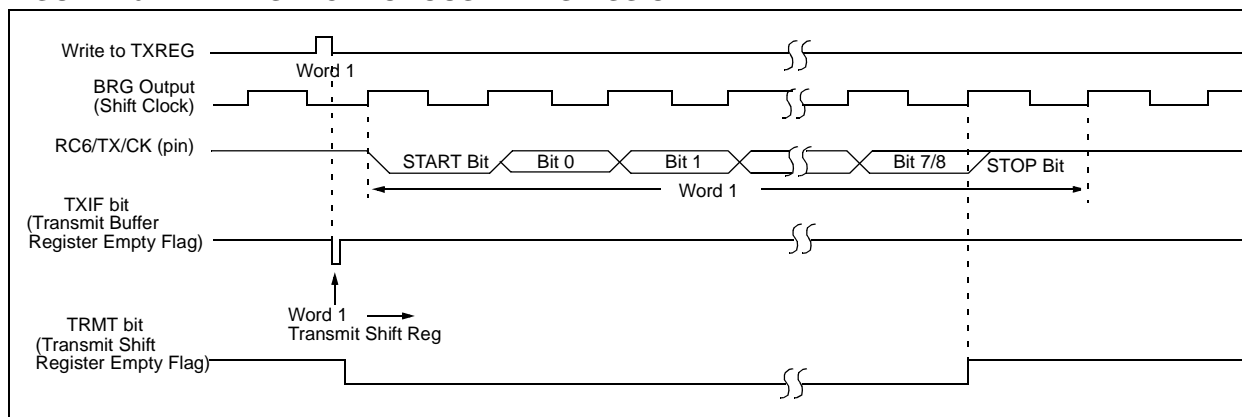 Write to TXREG
Word 1
BRG Output
(Shift Clock)
RC6/TX/CK (pin)
START Bit
Bit 0
Bit 1
Bit 7/8
STOP Bit
Word 1
TXIF bit
(Transmit Buffer
Register Empty Flag)
Word 1
Transmit Shift Reg
TRMT bit
(Transmit Shift
Register Empty Flag)